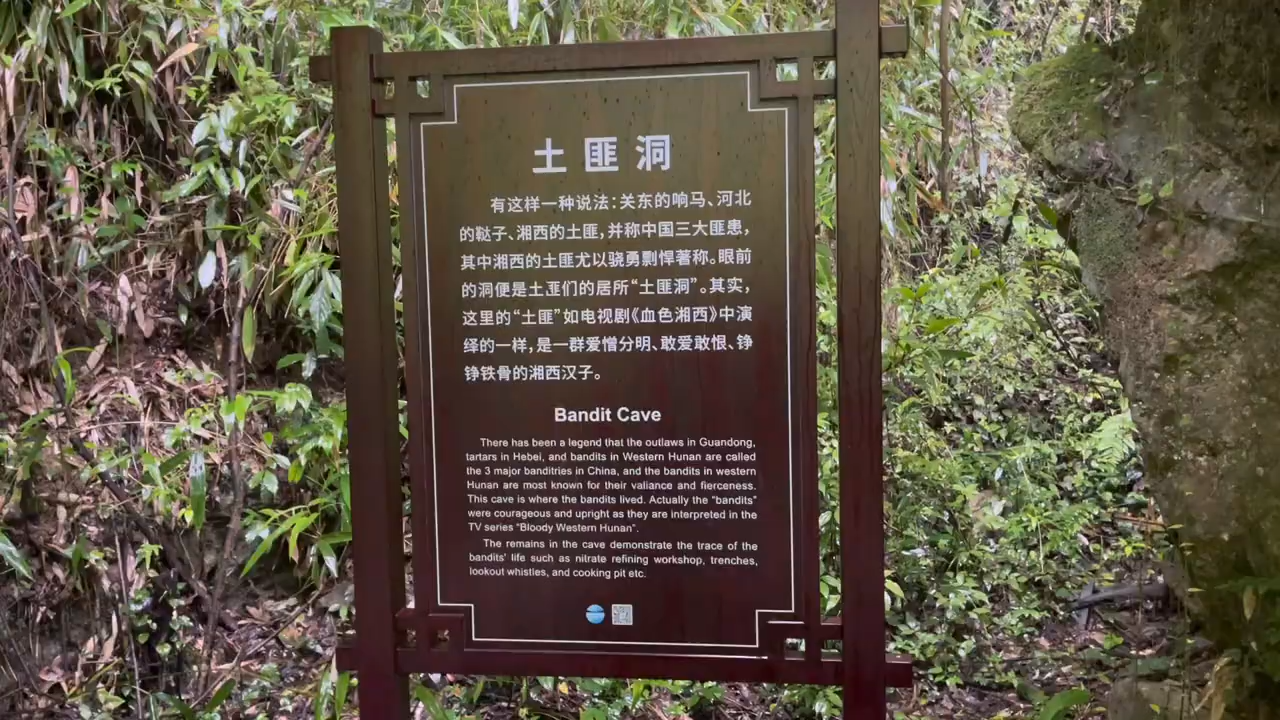 土匪洞
有这样一种说法：关东的响马、河北
的鞑子、湘西的土匪，并称中国三大匪患，
其中湘西的土匪尤以骁勇剽悍著称。眼前
的洞便是土匪们的居所“土匪洞”。其实，
这里的“土匪”如电视剧《血色湘西》中演
绎的一样，是一群爱憎分明、敢爱敢恨、铮
铮铁骨的湘西汉子。
Bandit Cave
There has been a legend that the outlaws in Guandong,
tartars in Hebei, and bandits in Western Hunan are called
the 3 major banditries in China, and the bandits in western
Hunan are most known for their valiance and fierceness.
This cave is where the bandits lived. Actually the “bandits”
were courageous and upright as they are interpreted in the
TV series “Bloody Western Hunan”.
The remains in the cave demonstrate the trace of the
bandits’ life such as nitrate refining workshop, trenches,
lookout whistles, and cooking pit etc.